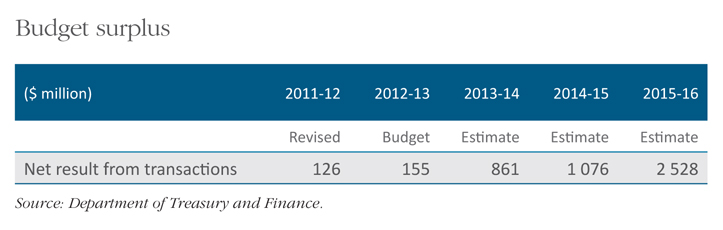 Budget surplus
($ million) 2011-12 2012-13 2013-14 2014-15 2015-16
Revised Budget Estimate Estimate Estimate
Net result from transactions 126 155 861 1 076 2 528
Source: Department of Treasury and Finance.